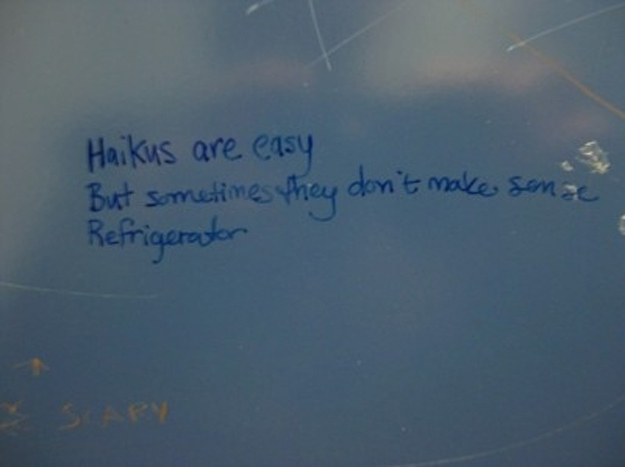 Haikus are easy
But sometimes they don't make sense
Refrigerator
SCARY